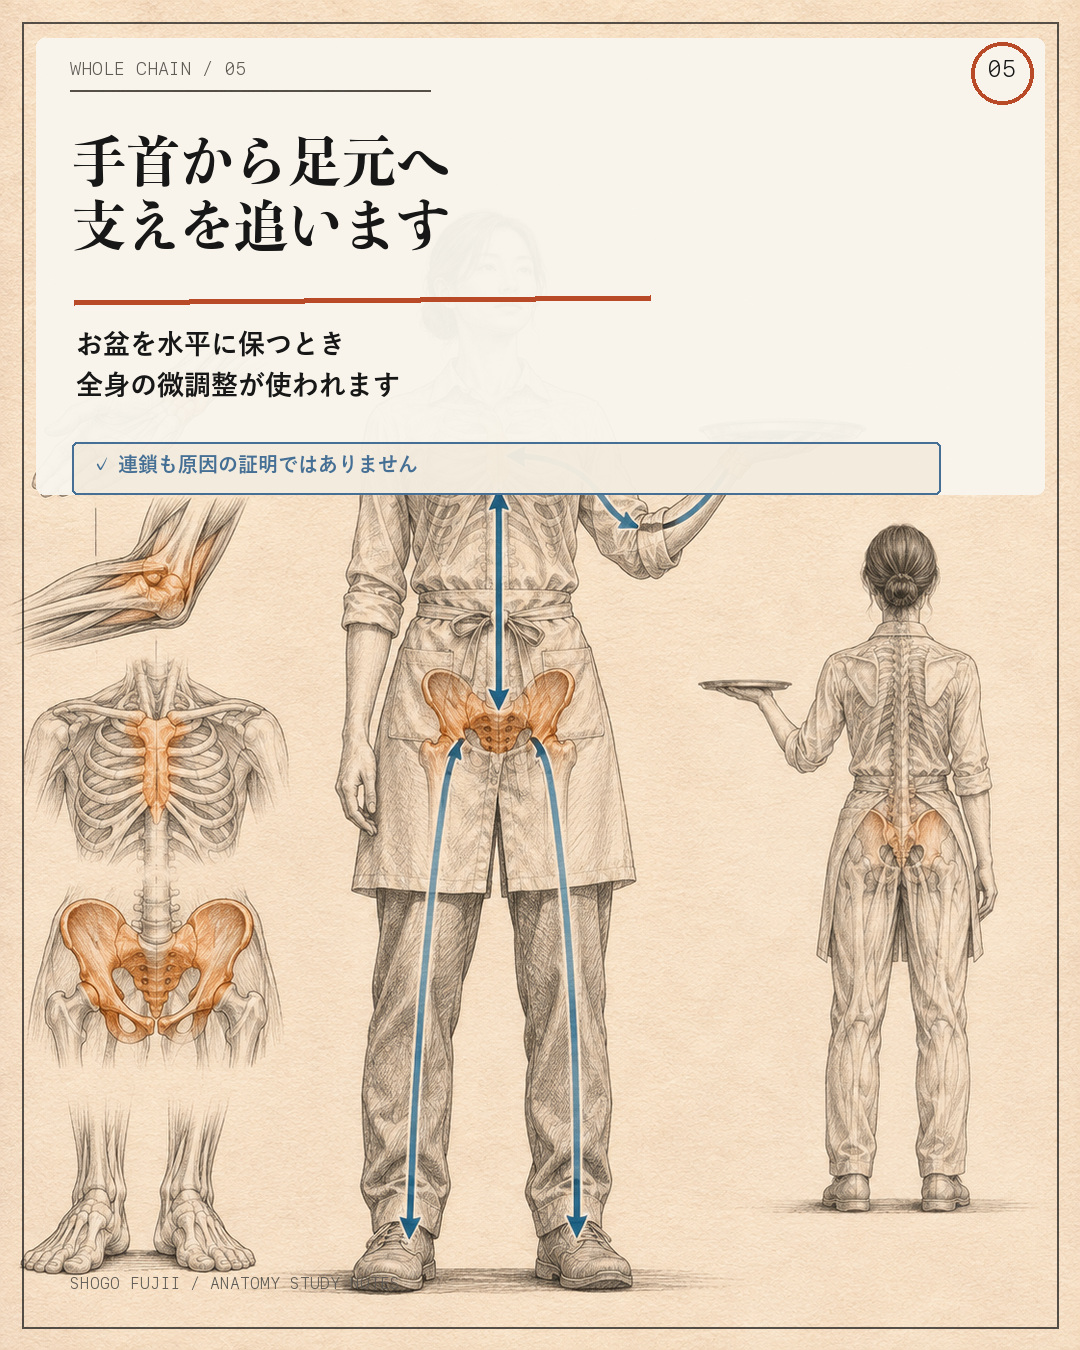 WHOLE CHAIN / 05
05
手首から足元へ
支えを追います
お盆を水平に保つとき
全身の微調整が使われます
✓ 連鎖も原因の証明ではありません
SHOGO FUJII / ANATOMY STUDY